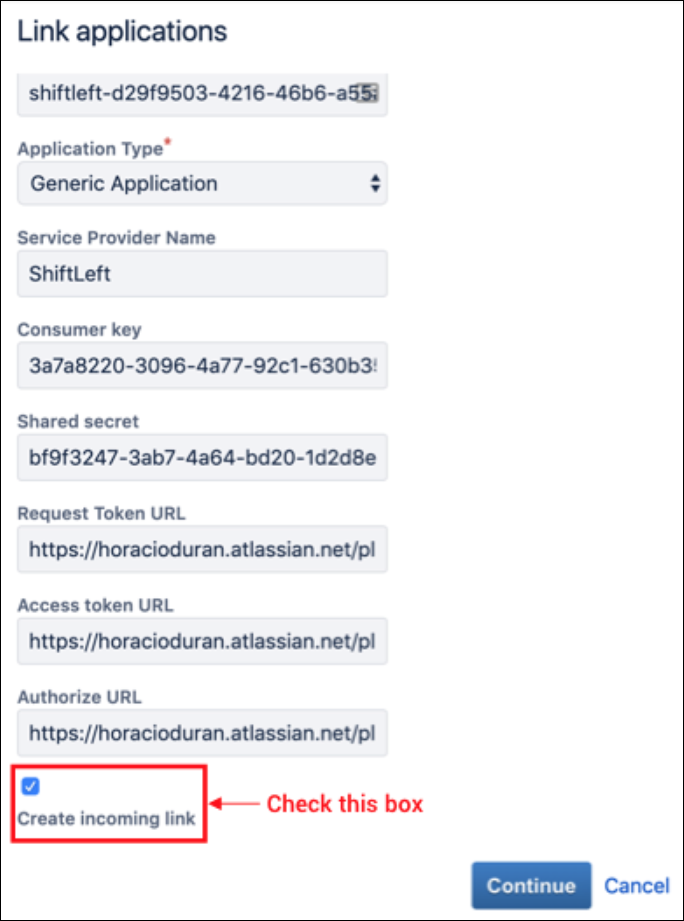 Link applications
shiftleft-d29f9503-4216-46b6-a55
Application Type*
Generic Application
Service Provider Name
ShiftLeft
Consumer key
3a7a8220-3096-4a77-92c1-630b3
Shared secret
bf9f3247-3ab7-4a64-bd20-1d2d8e
Request Token URL
https://horacioduran.atlassian.net/pl
Access token URL
https://horacioduran.atlassian.net/pl
Authorize URL
https://horacioduran.atlassian.net/pl
Check this box
Create incoming link
Continue Cancel